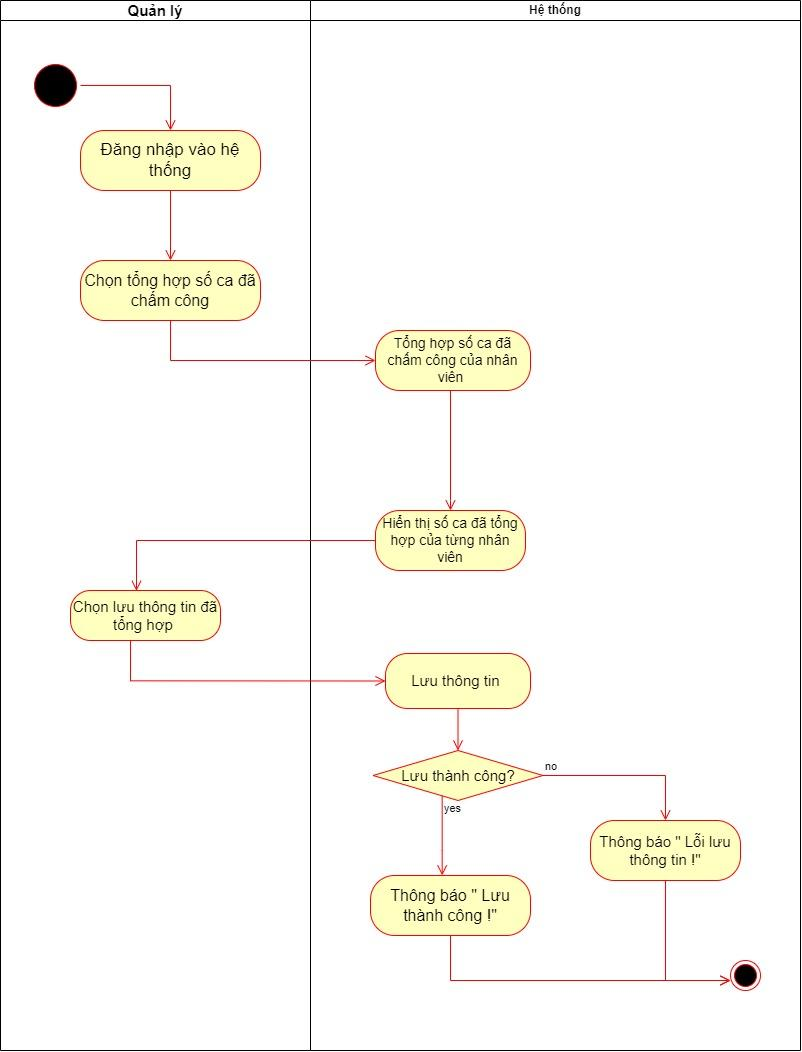 Quản lý
Hệ thống
Đăng nhập vào hệ
thống
Chọn tổng hợp số ca đã
chấm công
Tổng hợp số ca đã
chấm công của nhân
viên
Hiển thị số ca đã tổng
hợp của từng nhân
viên
Chọn lưu thông tin đã
tổng hợp
Lưu thông tin
Lưu thành công?
no
yes
Thông báo " Lỗi lưu
thông tin !"
Thông báo " Lưu
thành công !"